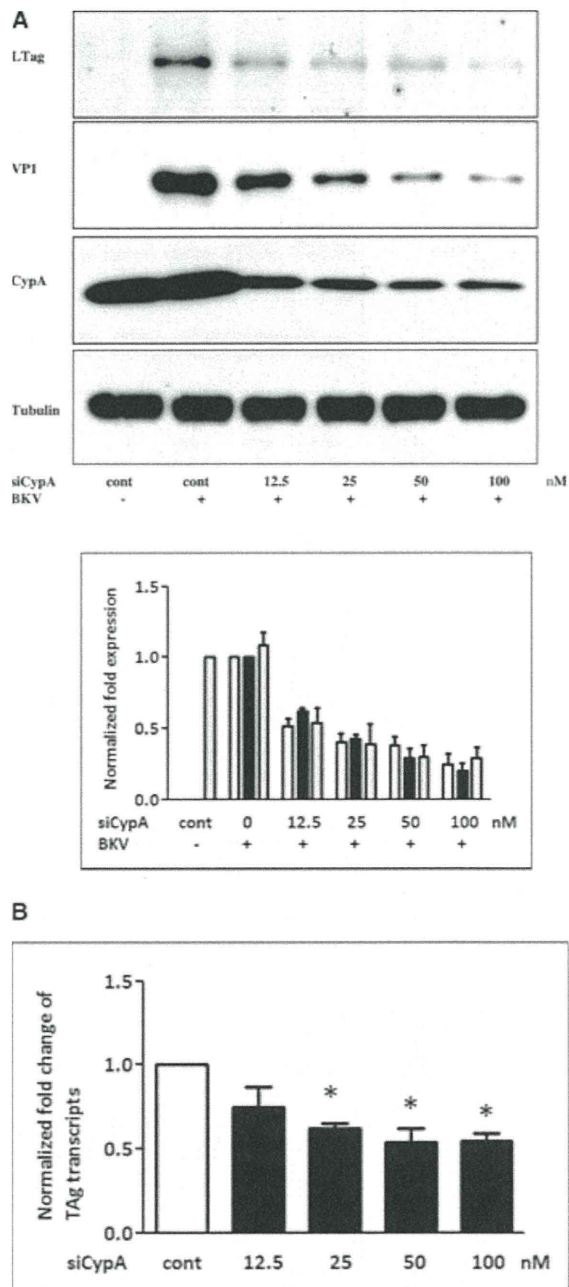 A
LTag
VP1
CypA
Tubulin
siCypA cont cont 12.5 25 50 100 nM
BKV - + + + + +
Normalized fold expression
1.5
1.0
0.5
0.0
siCypA cont 0 12.5 25 50 100 nM
BKV - + + + + +
B
Normalized fold change of
TAg transcripts
1.5
1.0
0.5
0.0
* * *
siCypA cont 12.5 25 50 100 nM